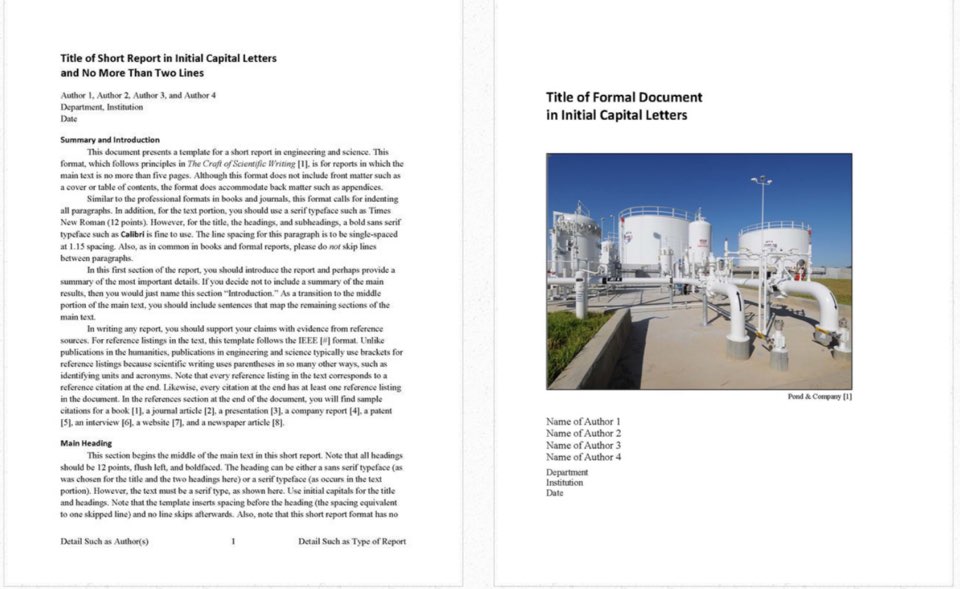 Title of Short Report in Initial Capital Letters
and No More Than Two Lines
Author 1, Author 2, Author 3, and Author 4
Department, Institution
Date
Summary and Introduction
This document presents a template for a short report in engineering and science. This
format, which follows principles in The Craft of Scientific Writing [1], is for reports in which the
main text is no more than five pages. Although this format does not include front matter such as
a cover or table of contents, the format does accommodate back matter such as appendices.
Similar to the professional formats in books and journals, this format calls for indenting
all paragraphs. In addition, for the text portion, you should use a serif typeface such as Times
New Roman (12 points). However, for the title, the headings, and subheadings, a bold sans serif
typeface such as Calibri is fine to use. The line spacing for this paragraph is to be single-spaced
at 1.15 spacing. Also, as in common in books and formal reports, please do not skip lines
between paragraphs.
In this first section of the report, you should introduce the report and perhaps provide a
summary of the most important details. If you decide not to include a summary of the main
results, then you would just name this section “Introduction.” As a transition to the middle
portion of the main text, you should include sentences that map the remaining sections of the
main text.
In writing any report, you should support your claims with evidence from reference
sources. For reference listings in the text, this template follows the IEEE [#] format. Unlike
publications in the humanities, publications in engineering and science typically use brackets for
reference listings because scientific writing uses parentheses in so many other ways, such as
identifying units and acronyms. Note that every reference listing in the text corresponds to a
reference citation at the end. Likewise, every citation at the end has at least one reference listing
in the document. In the references section at the end of the document, you will find sample
citations for a book [1], a journal article [2], a presentation [3], a company report [4], a patent
[5], an interview [6], a website [7], and a newspaper article [8].
Main Heading
This section begins the middle of the main text in this short report. Note that all headings
should be 12 points, flush left, and boldfaced. The heading can be either a sans serif typeface (as
was chosen for the title and the two headings here) or a serif typeface (as occurs in the text
portion). However, the text must be a serif type, as shown here. Use initial capitals for the title
and headings. Note that the template inserts spacing before the heading (the spacing equivalent
to one skipped line) and no line skips afterwards. Also, note that this short report format has no
Detail Such as Author(s) 1 Detail Such as Type of Report
Title of Formal Document
in Initial Capital Letters
Pond & Company [1]
Name of Author 1
Name of Author 2
Name of Author 3
Name of Author 4
Department
Institution
Date